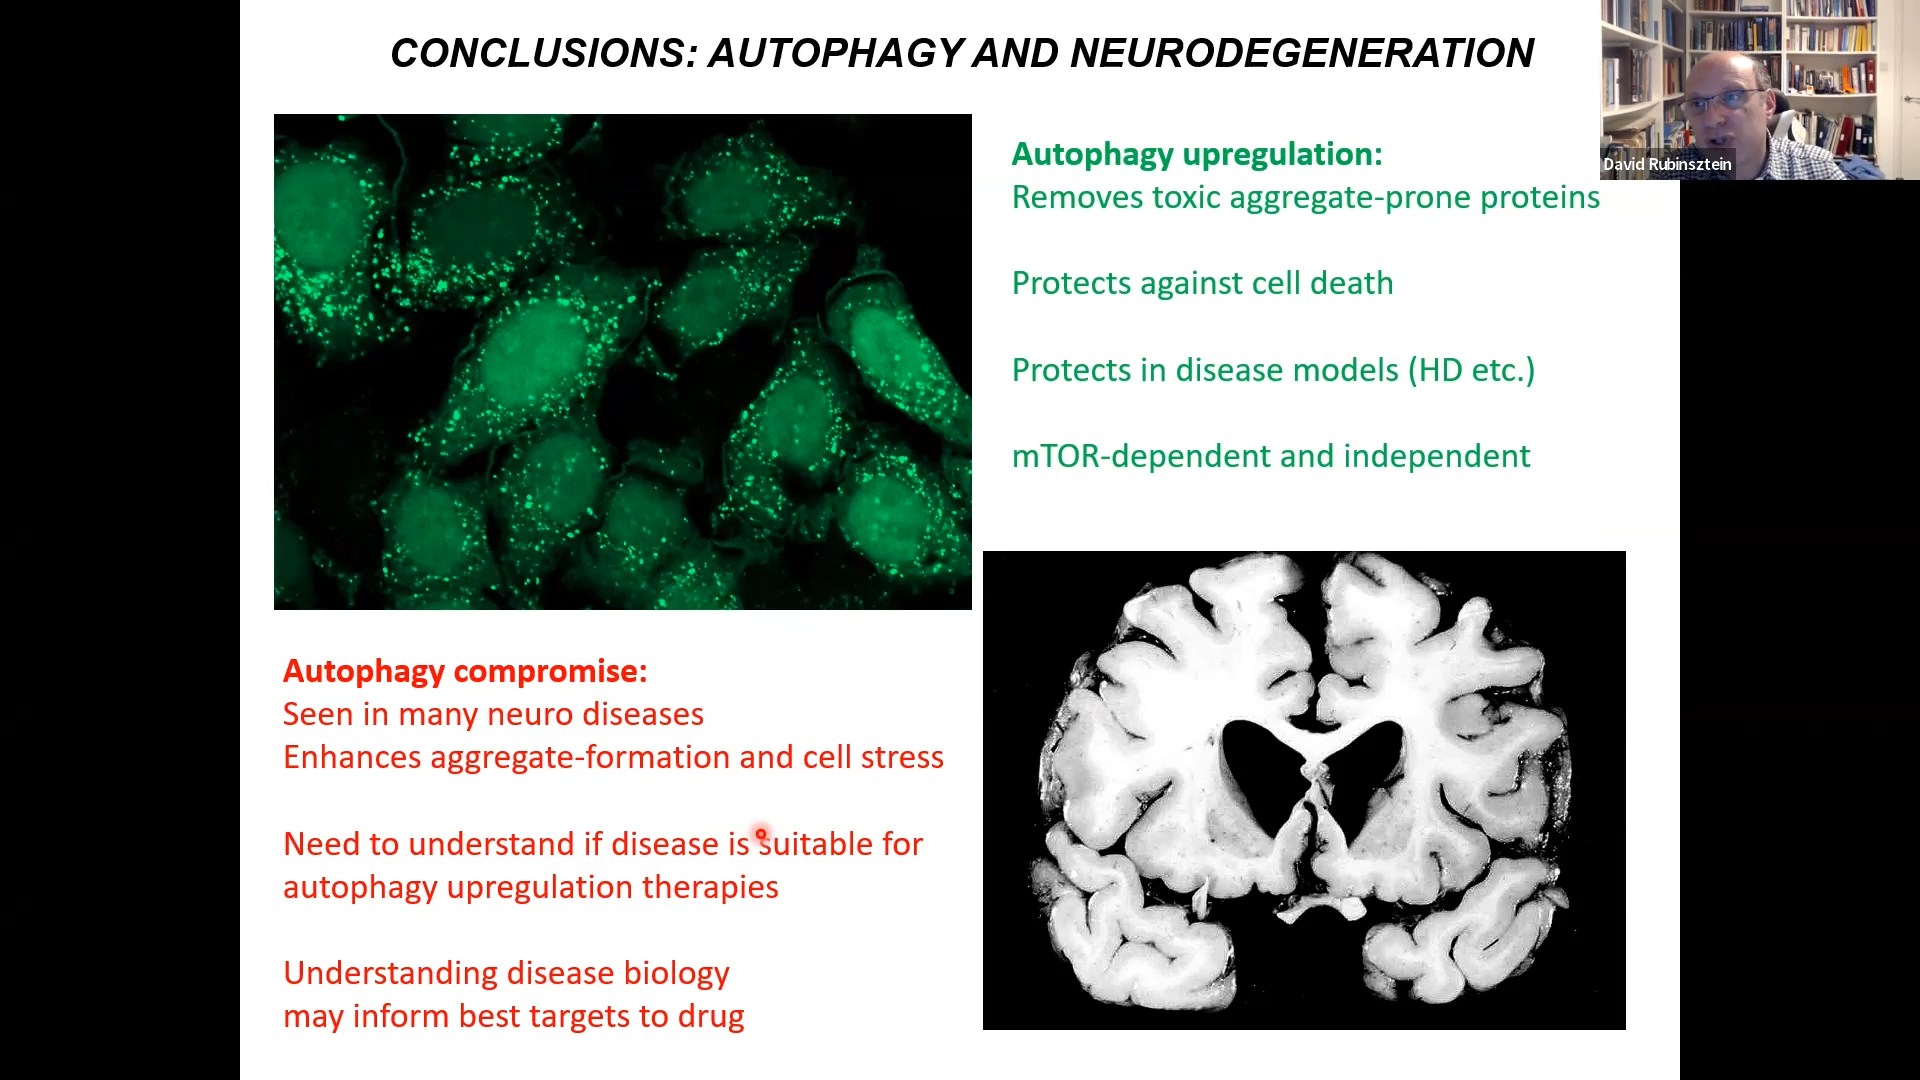 CONCLUSIONS: AUTOPHAGY AND NEURODEGENERATION
David Rubinsztein
Autophagy upregulation:
Removes toxic aggregate-prone proteins
Protects against cell death
Protects in disease models (HD etc.)
mTOR-dependent and independent
Autophagy compromise:
Seen in many neuro diseases
Enhances aggregate-formation and cell stress
Need to understand if disease is suitable for
autophagy upregulation therapies
Understanding disease biology
may inform best targets to drug